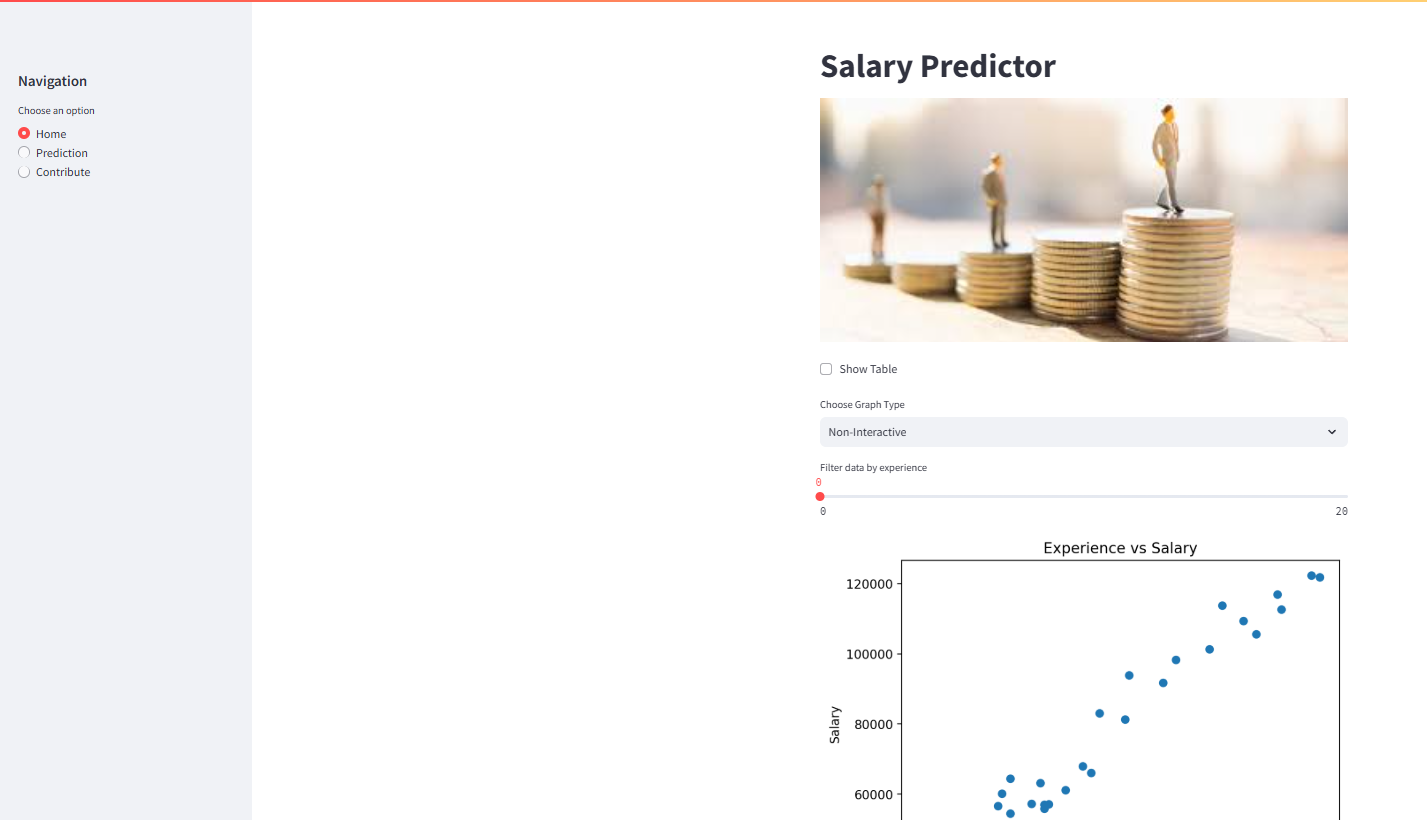 Navigation
Choose an option
Home
Prediction
Contribute
Salary Predictor
Show Table
Choose Graph Type
Non-Interactive
Filter data by experience
0
0
20
Experience vs Salary
120000
100000
80000
60000
Salary